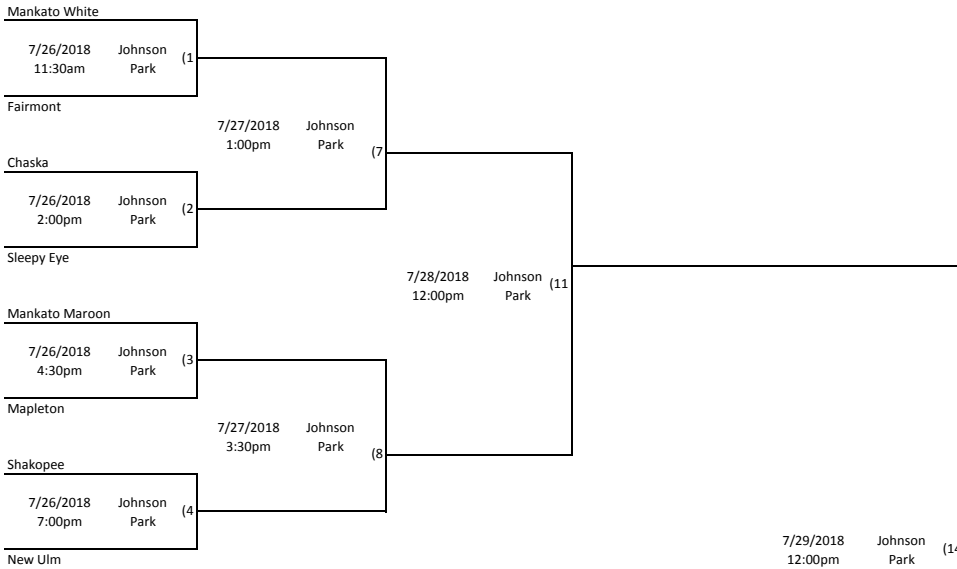 Mankato White
7/26/2018 Johnson
11:30am Park
(1
Fairmont
7/27/2018 Johnson
1:00pm Park
(7
Chaska
7/26/2018 Johnson
2:00pm Park
(2
Sleepy Eye
7/28/2018 Johnson
12:00pm Park
(11
Mankato Maroon
7/26/2018 Johnson
4:30pm Park
(3
Mapleton
7/27/2018 Johnson
3:30pm Park
(8
Shakopee
7/26/2018 Johnson
7:00pm Park
(4
New Ulm
7/29/2018 Johnson
12:00pm Park
(14